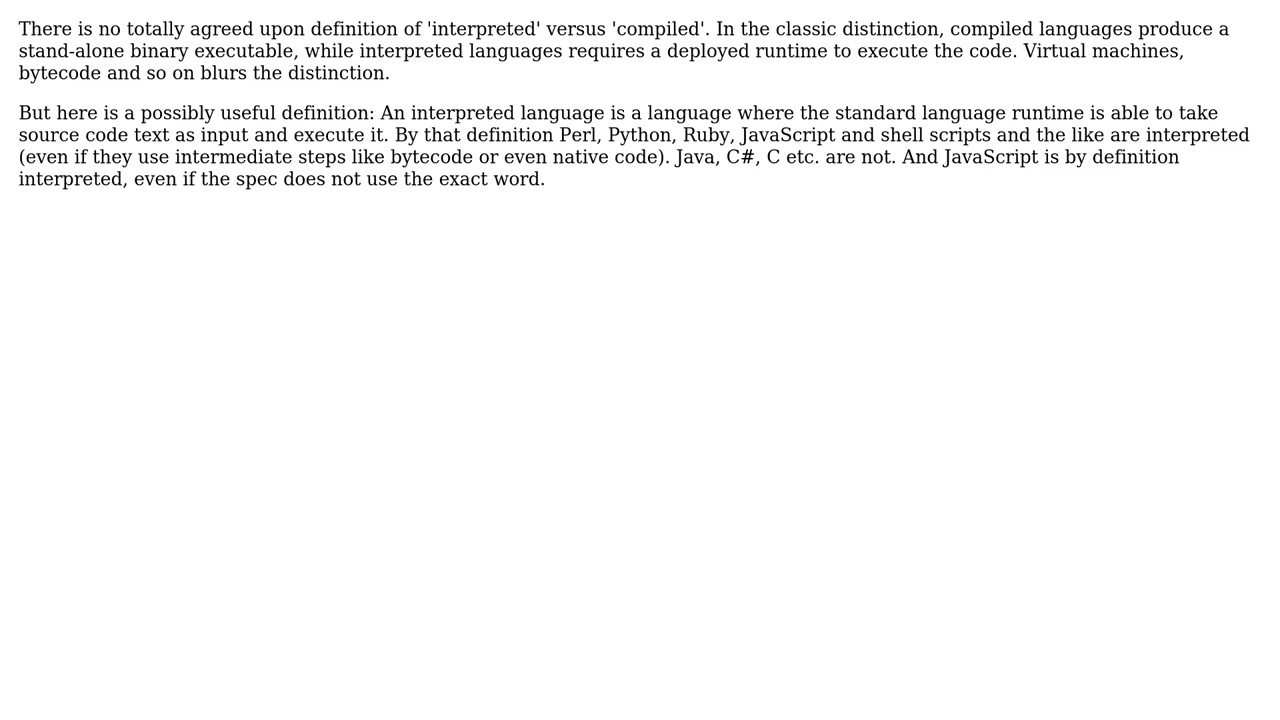 There is no totally agreed upon definition of 'interpreted' versus 'compiled'. In the classic distinction, compiled languages produce a
stand-alone binary executable, while interpreted languages requires a deployed runtime to execute the code. Virtual machines,
bytecode and so on blurs the distinction.
But here is a possibly useful definition: An interpreted language is a language where the standard language runtime is able to take
source code text as input and execute it. By that definition Perl, Python, Ruby, JavaScript and shell scripts and the like are interpreted
(even if they use intermediate steps like bytecode or even native code). Java, C#, C etc. are not. And JavaScript is by definition
interpreted, even if the spec does not use the exact word.